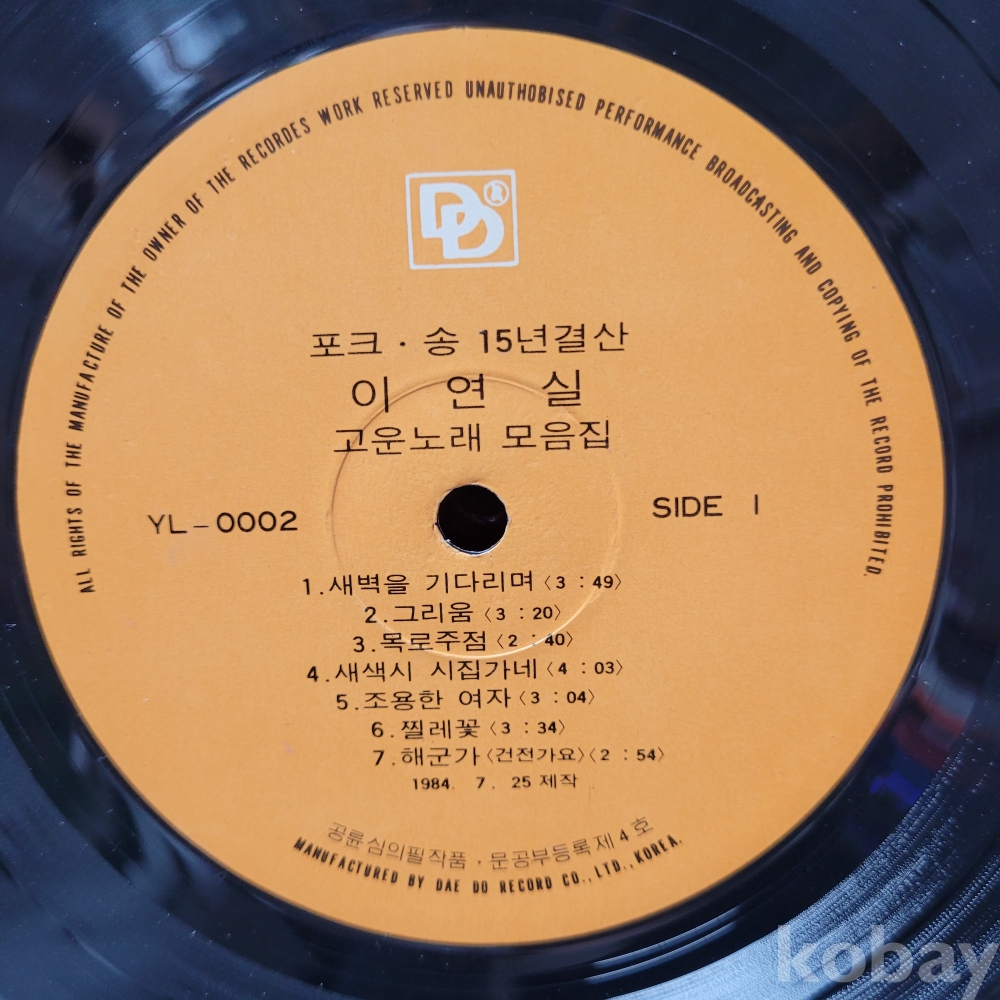 ALL RIGHTS OF THE MANUFACTURE OF THE OWNER OF THE RECORDES WORK RESERVED UNAUTHOBISED PERFORMANCE BROADCASTING AND COPYING OF THE RECORD PROHIBITED.
DD
포크 · 송 15년결산
이 연 실
고운노래 모음집
YL-0002
SIDE I
1.새벽을 기다리며〈3 : 49〉
2.그리움〈3 : 20〉
3.목로주점〈2 : 40〉
4.새색시 시집가네〈4 : 03〉
5.조용한 여자〈3 : 04〉
6.찔레꽃〈3 : 34〉
7.해군가〈건전가요〉〈2 : 54〉
1984. 7. 25 제작
공륜심의필작품 · 문공부등록제4호
MANUFACTURED BY DAE DO RECORD CO., LTD., KOREA.
kobay